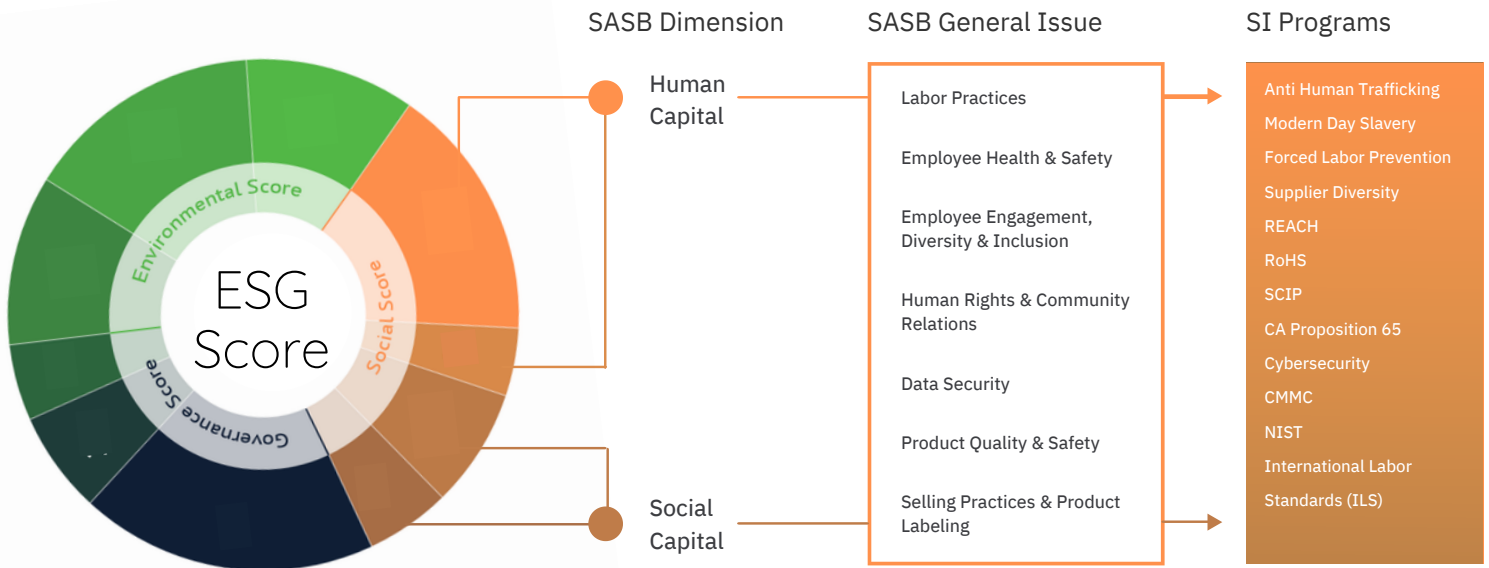 SASB Dimension
SASB General Issue
SI Programs
Environmental Score
Social Score
Governance Score
ESG
Score
Human
Capital
Social
Capital
Labor Practices
Employee Health & Safety
Employee Engagement,
Diversity & Inclusion
Human Rights & Community
Relations
Data Security
Product Quality & Safety
Selling Practices & Product
Labeling
Anti Human Trafficking
Modern Day Slavery
Forced Labor Prevention
Supplier Diversity
REACH
RoHS
SCIP
CA Proposition 65
Cybersecurity
CMMC
NIST
International Labor
Standards (ILS)